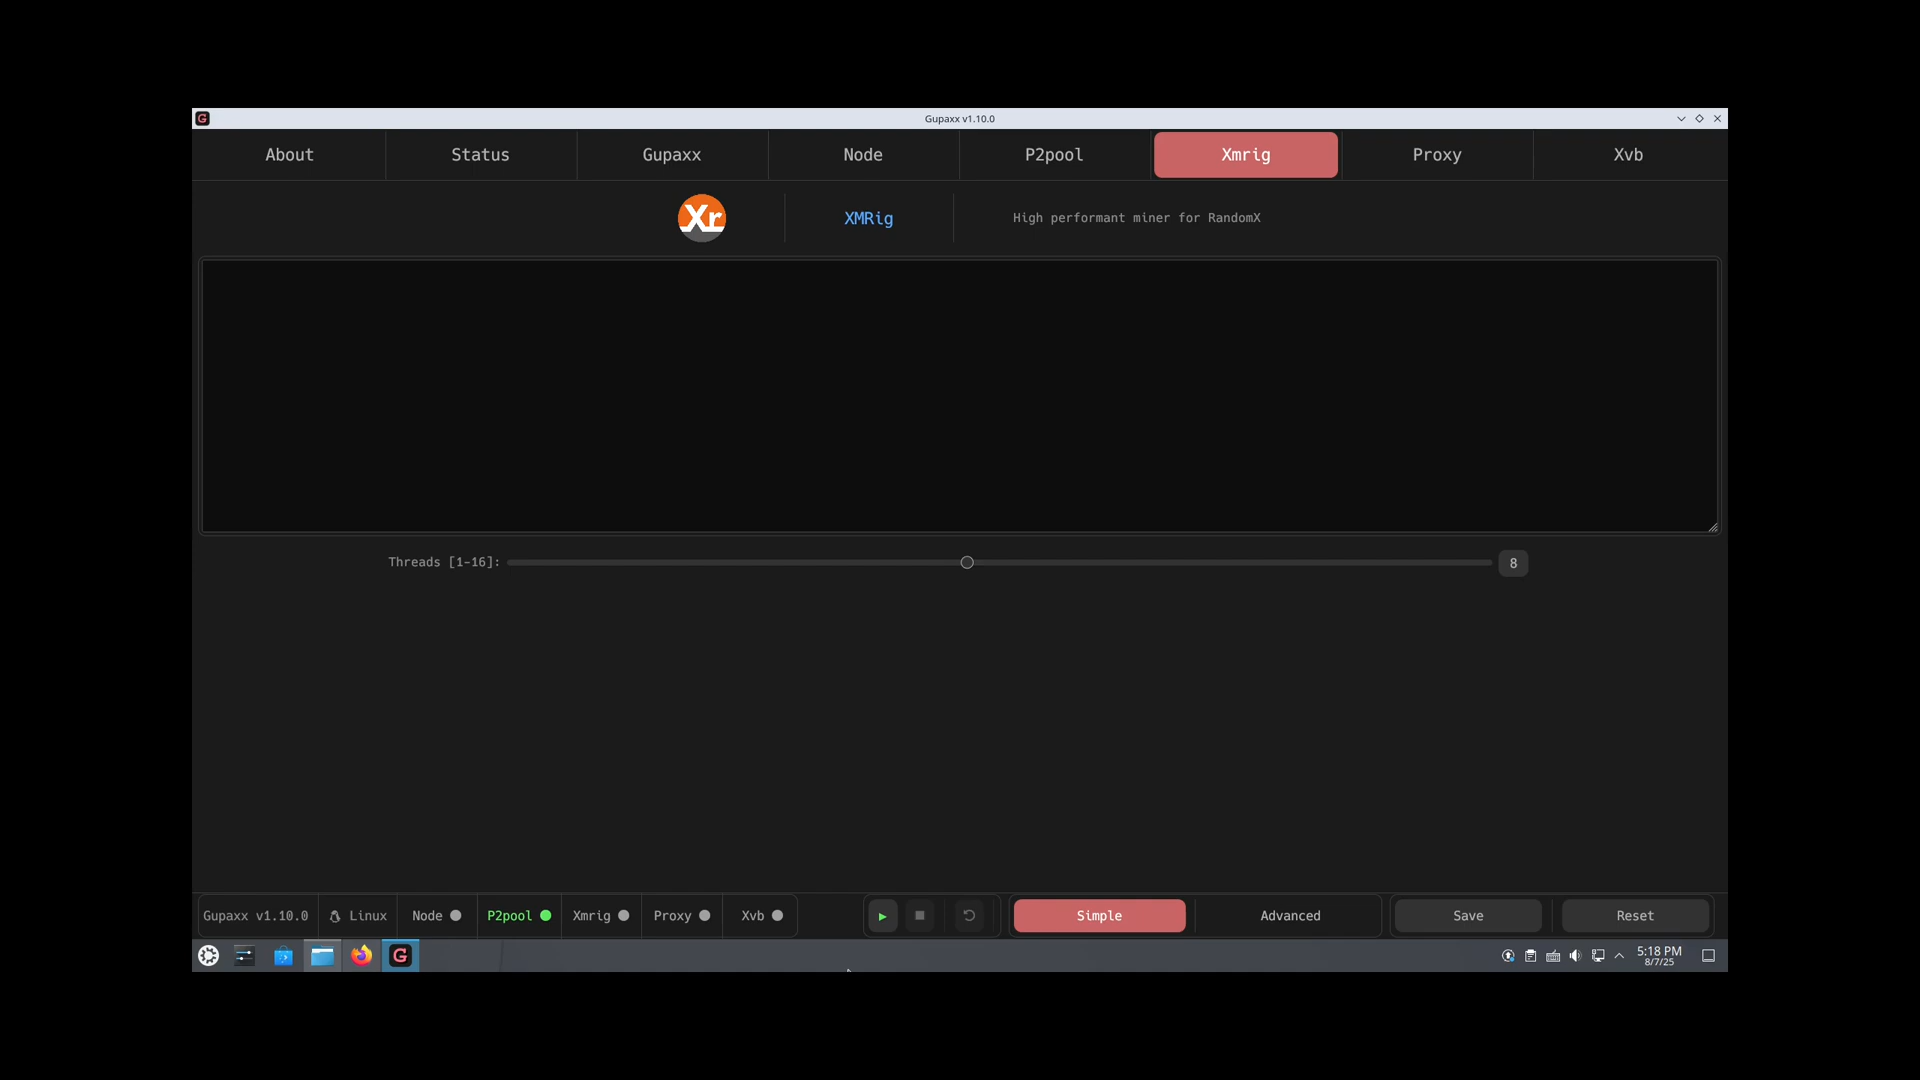 G
Gupaxx v1.10.0
About
Status
Gupaxx
Node
P2pool
Xmrig
Proxy
Xvb
Xr
XMRig
High performant miner for RandomX
Threads [1-16]:
8
Gupaxx v1.10.0
Linux
Node
P2pool
Xmrig
Proxy
Xvb
Simple
Advanced
Save
Reset
G
5:18 PM
8/7/25